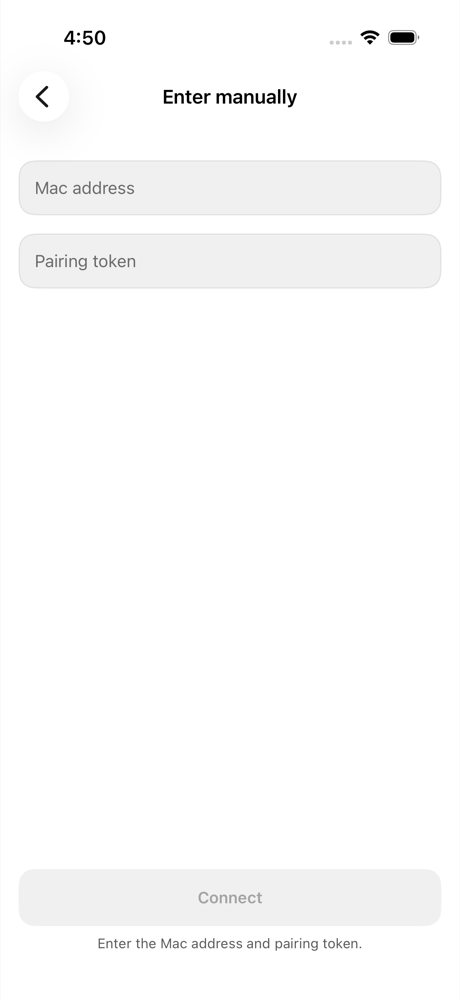 4:50
Enter manually
Mac address
Pairing token
Connect
Enter the Mac address and pairing token.